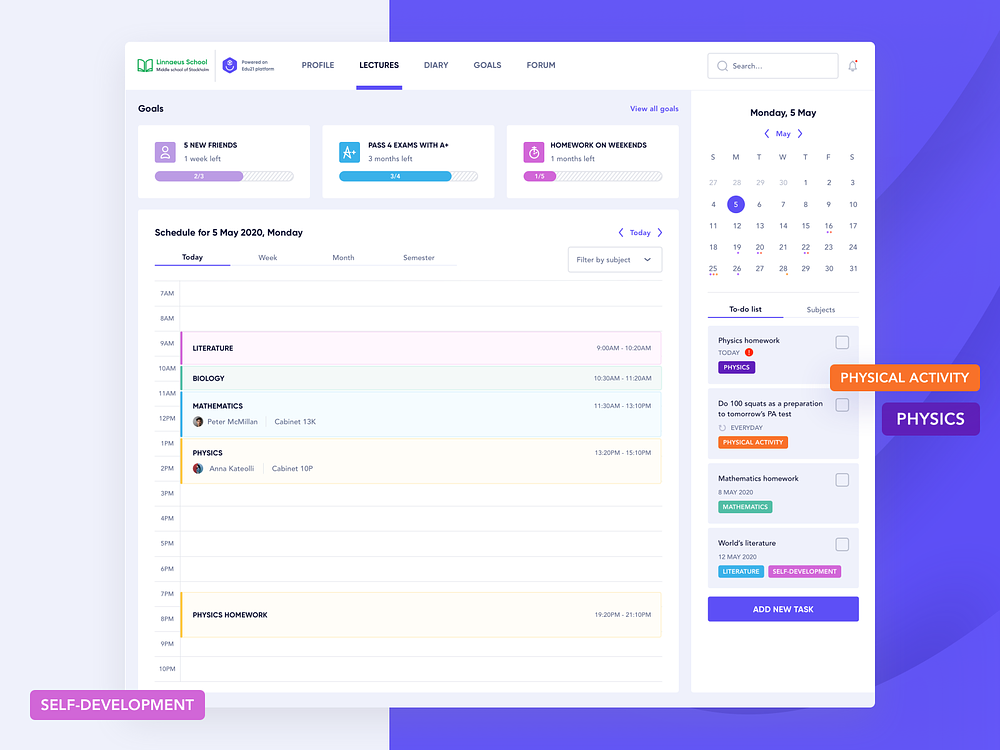 Linnaeus School
Middle school of Stockholm
Powered on
Edu21 platform
PROFILE
LECTURES
DIARY
GOALS
FORUM
Search...
Goals
View all goals
5 NEW FRIENDS
1 week left
2/3
A+
PASS 4 EXAMS WITH A+
3 months left
3/4
HOMEWORK ON WEEKENDS
1 months left
1/5
Schedule for 5 May 2020, Monday
Today
Today
Week
Month
Semester
Filter by subject
7AM
8AM
9AM
10AM
11AM
12PM
1PM
2PM
3PM
4PM
5PM
6PM
7PM
8PM
9PM
10PM
LITERATURE
9:00AM - 10:20AM
BIOLOGY
10:30AM - 11:20AM
MATHEMATICS
11:30AM - 13:10PM
Peter McMillan
Cabinet 13K
PHYSICS
13:20PM - 15:10PM
Anna Kateolli
Cabinet 10P
PHYSICS HOMEWORK
19:20PM - 21:10PM
Monday, 5 May
May
S M T W T F S
27 28 29 30 1 2 3
4 5 6 7 8 9 10
11 12 13 14 15 16 17
18 19 20 21 22 23 24
25 26 27 28 29 30 31
To-do list
Subjects
Physics homework
TODAY !
PHYSICS
Do 100 squats as a preparation
to tomorrow's PA test
EVERYDAY
PHYSICAL ACTIVITY
Mathematics homework
8 MAY 2020
MATHEMATICS
World's literature
12 MAY 2020
LITERATURE
SELF-DEVELOPMENT
ADD NEW TASK
PHYSICAL ACTIVITY
PHYSICS
SELF-DEVELOPMENT